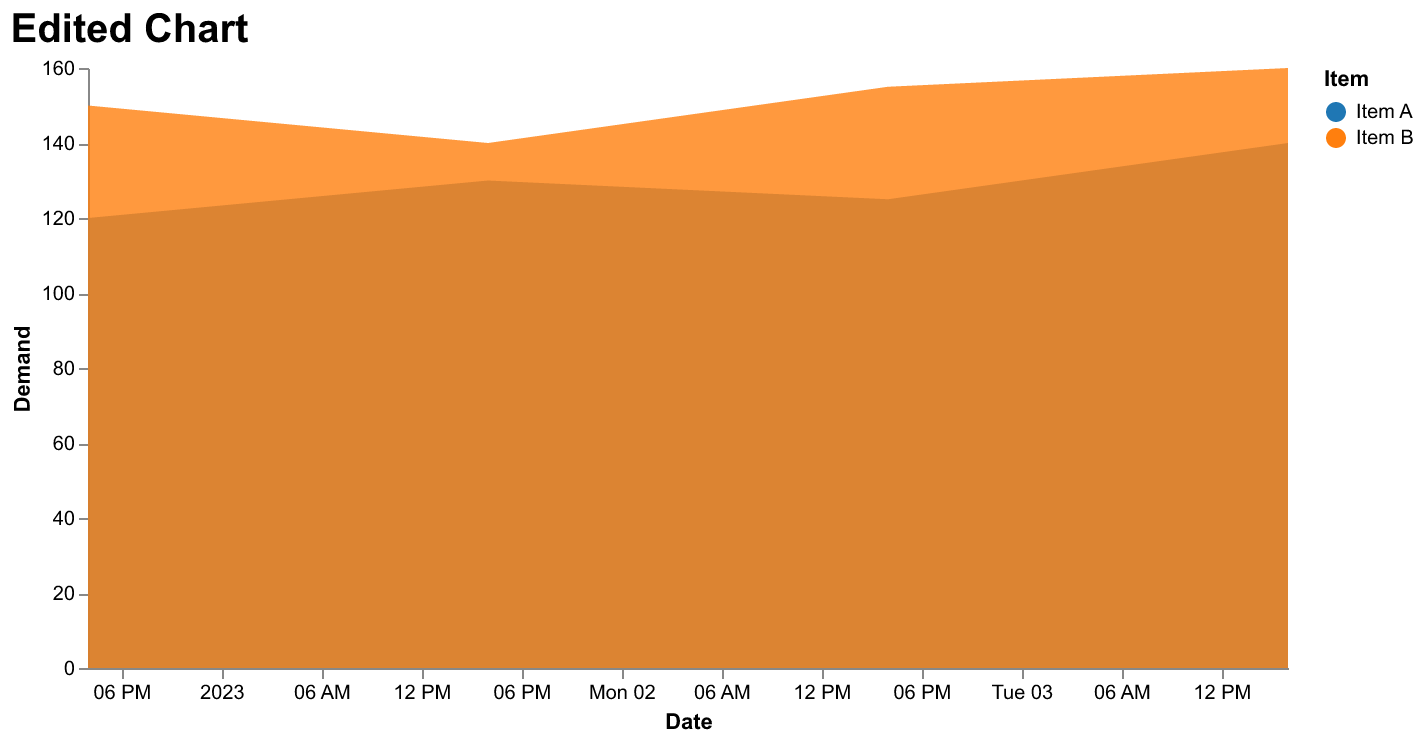 Edited Chart
Demand
160
140
120
100
80
60
40
20
0
06 PM 2023 06 AM 12 PM 06 PM Mon 02 06 AM 12 PM 06 PM Tue 03 06 AM 12 PM
Date
Item
Item A
Item B